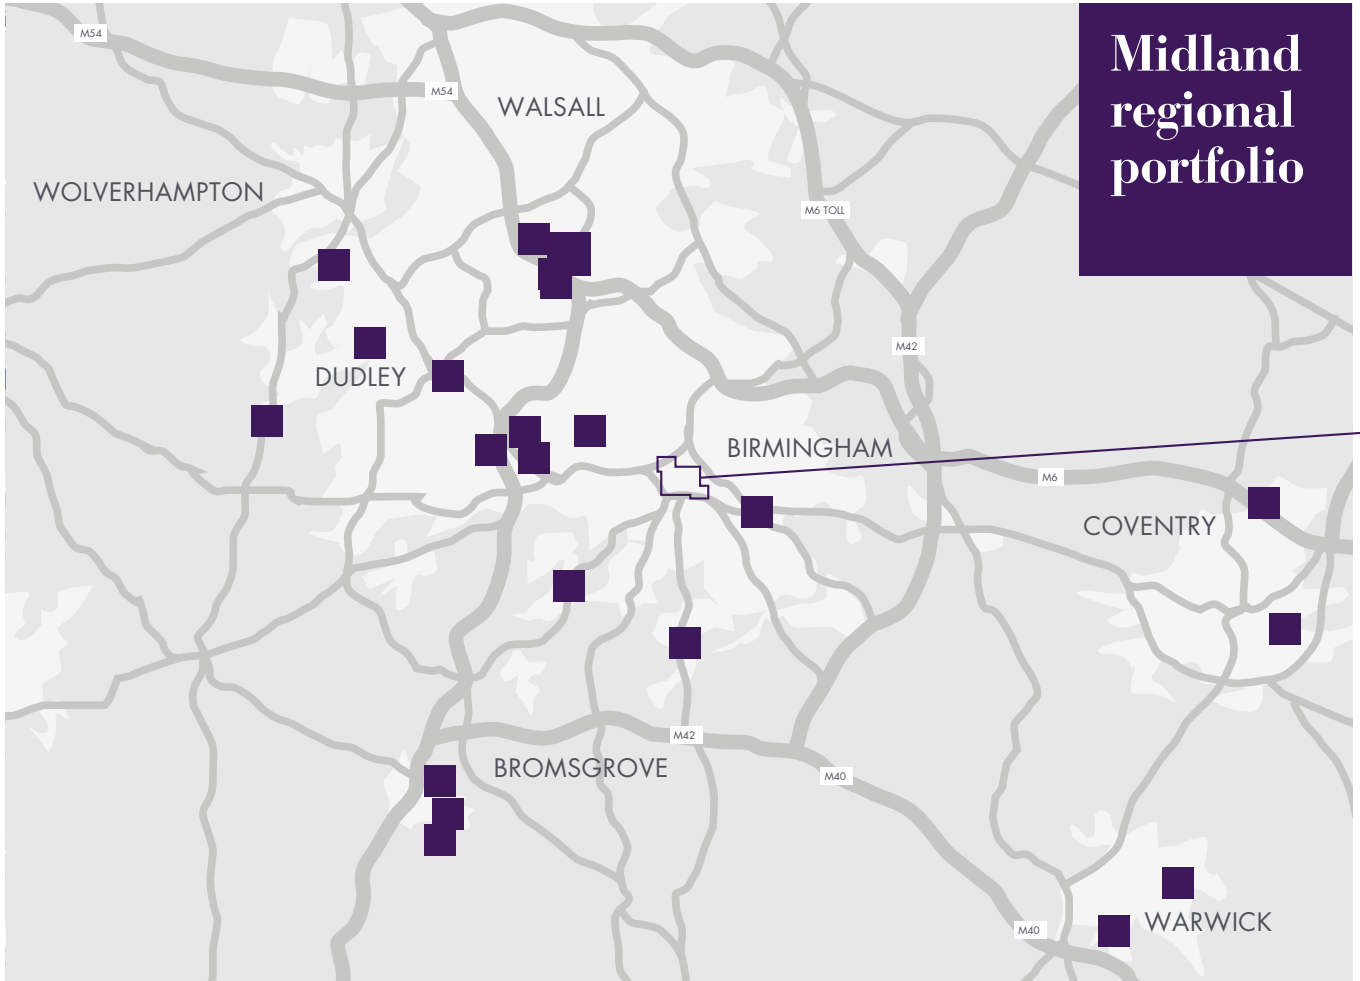 Midland
regional
portfolio
M54
M54
WALSALL
WOLVERHAMPTON
M6 TOLL
M42
DUDLEY
BIRMINGHAM
M6
COVENTRY
M42
BROMSGROVE
M40
WARWICK
M40